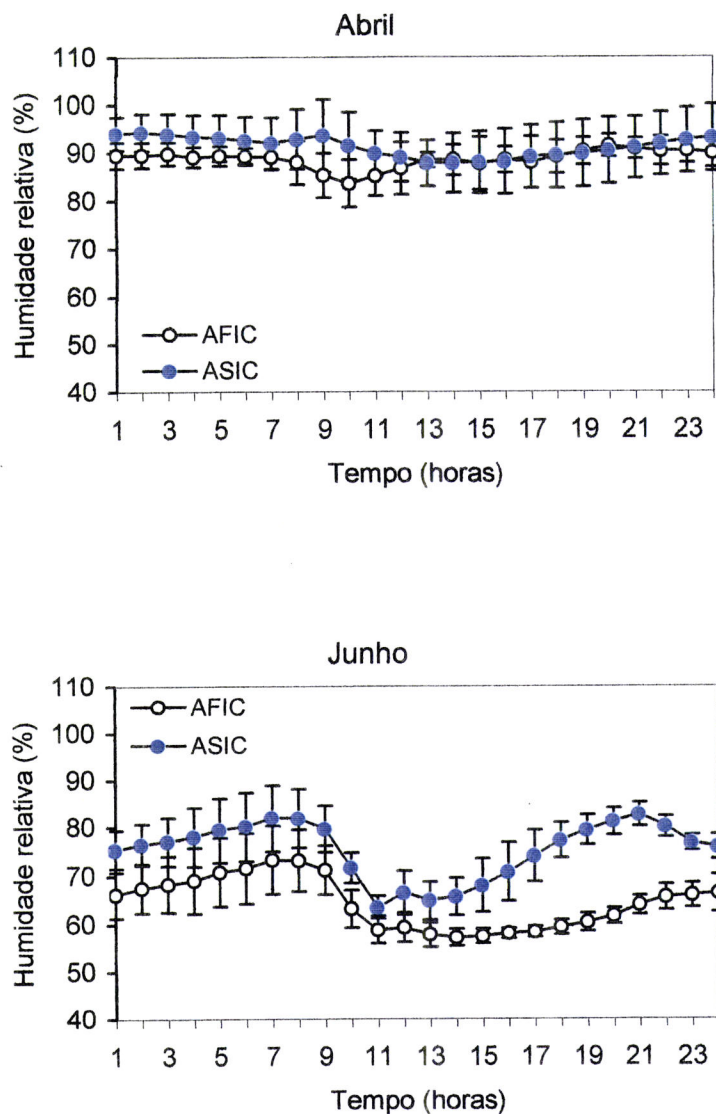 Abril
Humidade relativa (%)
110
100
90
80
70
60
50
40
AFIC
ASIC
1 3 5 7 9 11 13 15 17 19 21 23
Tempo (horas)
Junho
Humidade relativa (%)
110
100
90
80
70
60
50
40
AFIC
ASIC
1 3 5 7 9 11 13 15 17 19 21 23
Tempo (horas)